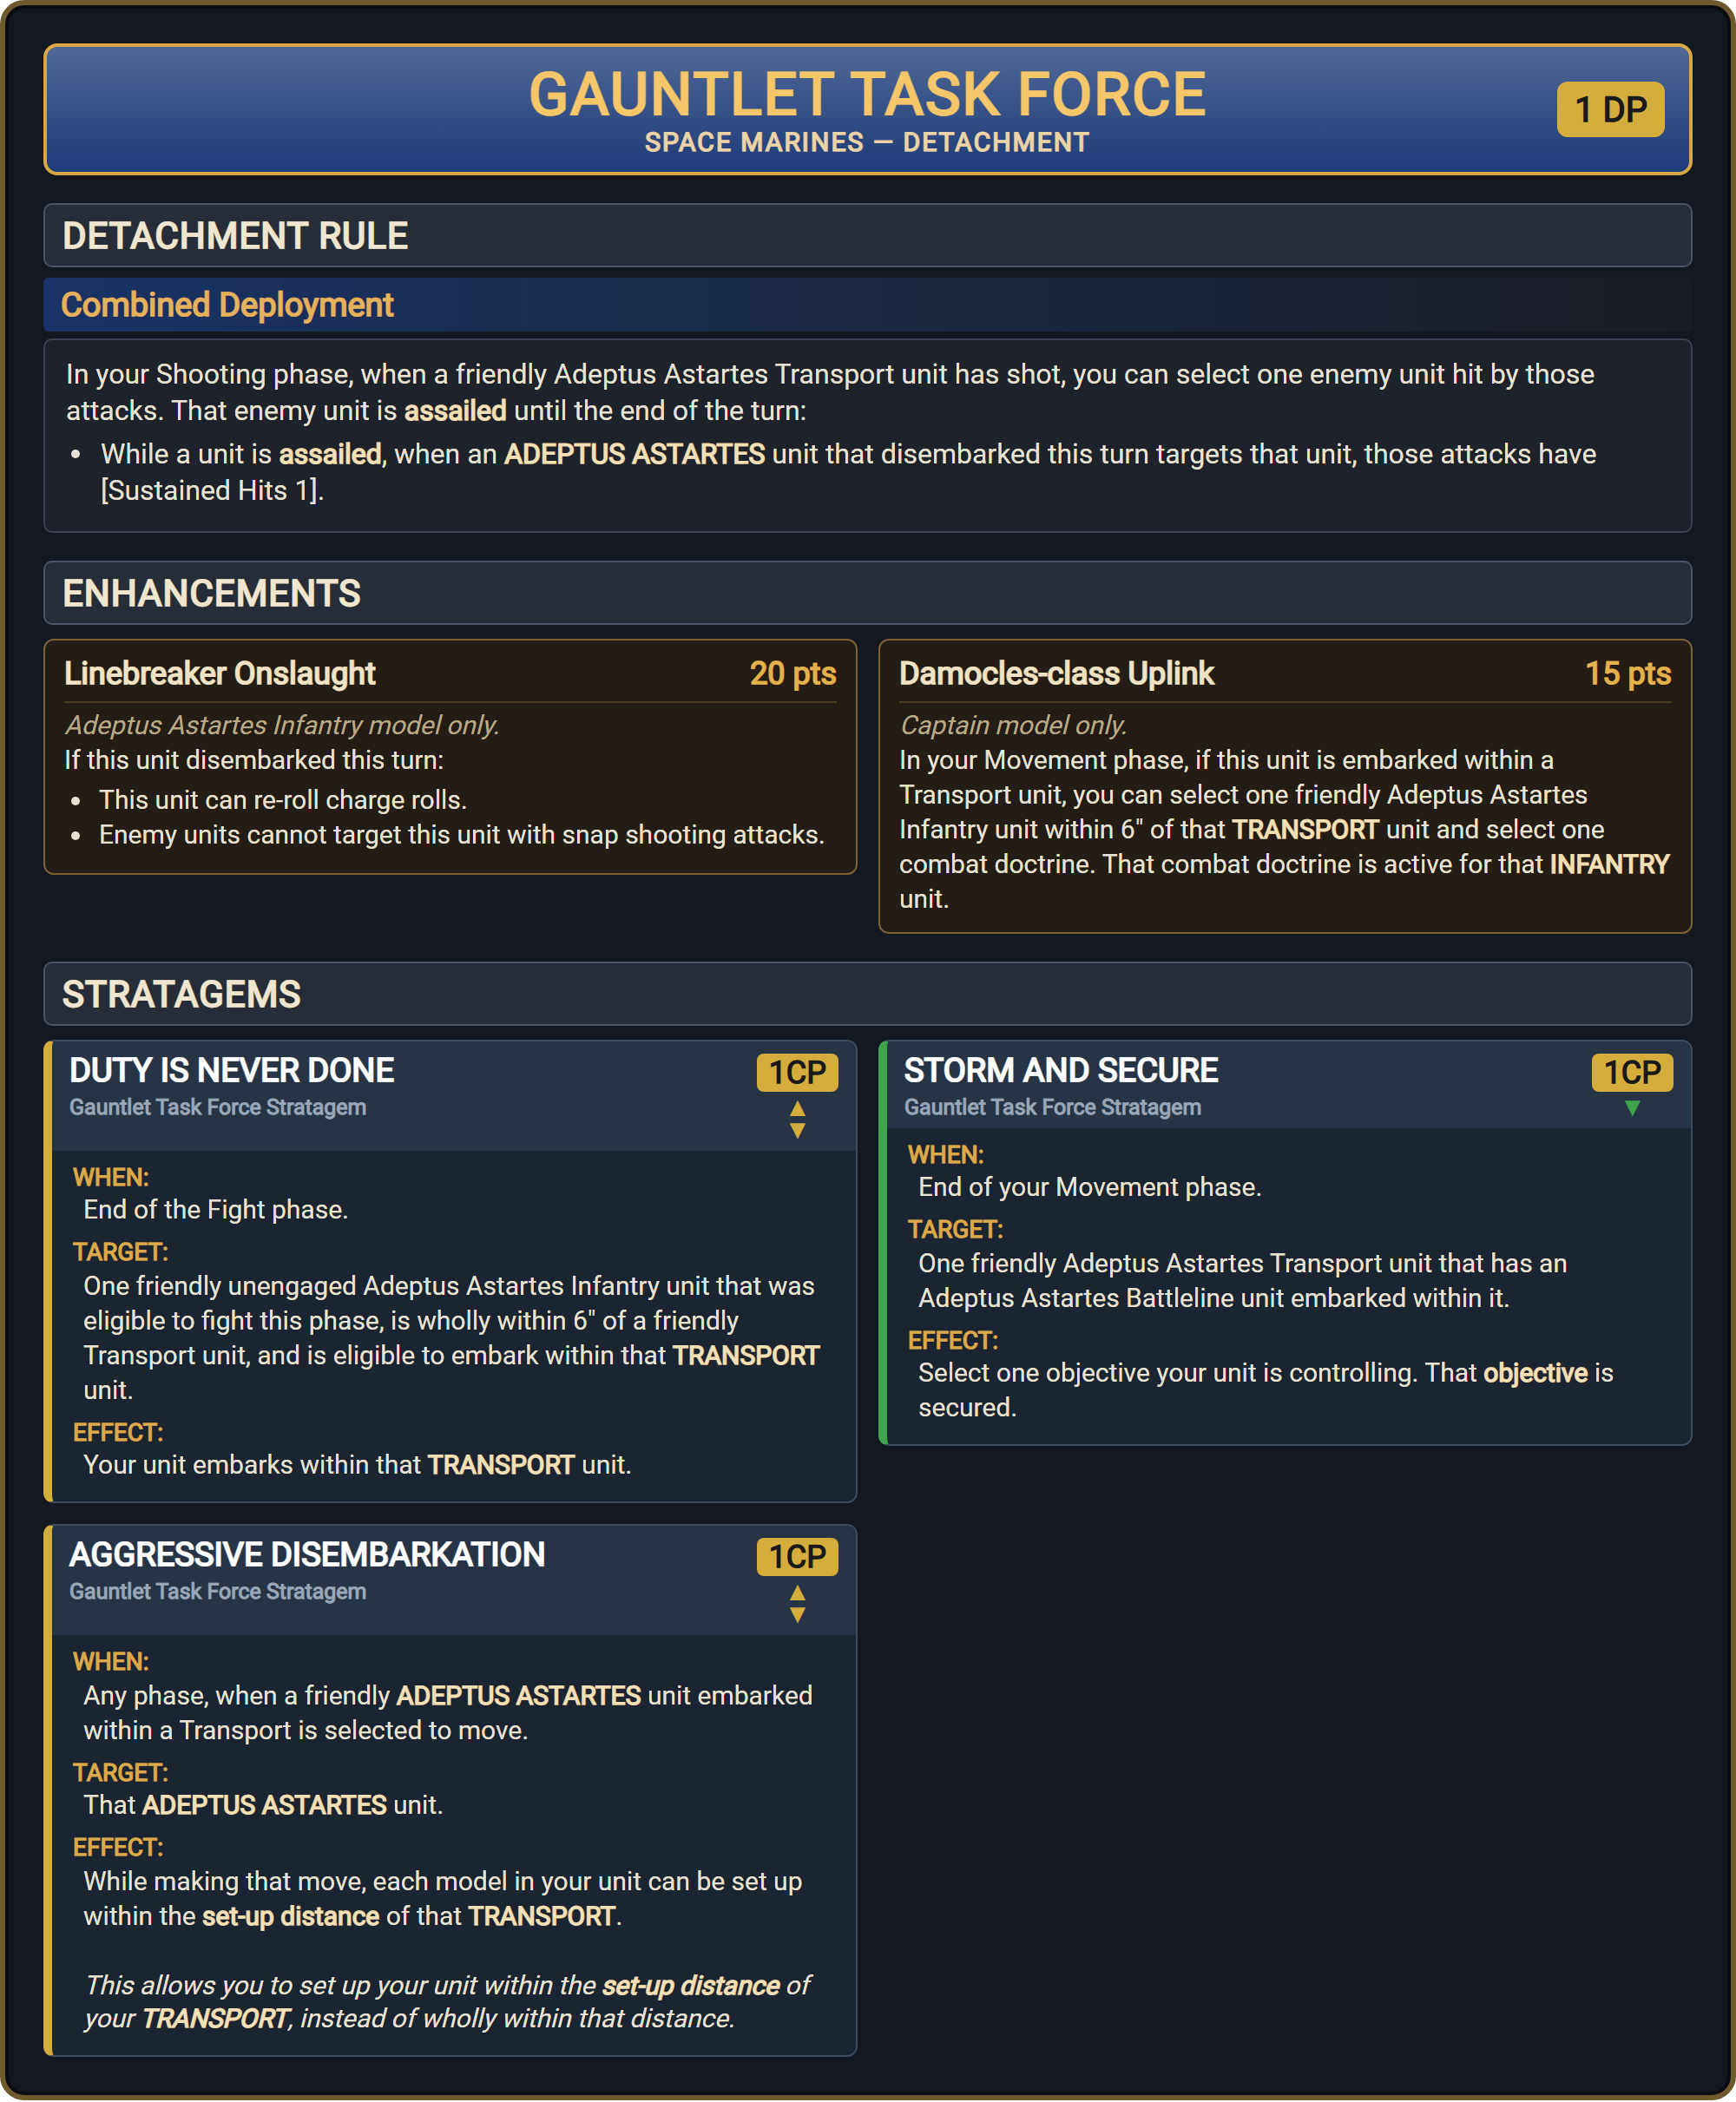 GAUNTLET TASK FORCE
SPACE MARINES — DETACHMENT
1 DP
DETACHMENT RULE
Combined Deployment
In your Shooting phase, when a friendly Adeptus Astartes Transport unit has shot, you can select one enemy unit hit by those
attacks. That enemy unit is assailed until the end of the turn:
• While a unit is assailed, when an ADEPTUS ASTARTES unit that disembarked this turn targets that unit, those attacks have
[Sustained Hits 1].
ENHANCEMENTS
Linebreaker Onslaught 20 pts
Adeptus Astartes Infantry model only.
If this unit disembarked this turn:
• This unit can re-roll charge rolls.
• Enemy units cannot target this unit with snap shooting attacks.
Damocles-class Uplink 15 pts
Captain model only.
In your Movement phase, if this unit is embarked within a
Transport unit, you can select one friendly Adeptus Astartes
Infantry unit within 6" of that TRANSPORT unit and select one
combat doctrine. That combat doctrine is active for that INFANTRY
unit.
STRATAGEMS
DUTY IS NEVER DONE 1CP
Gauntlet Task Force Stratagem
▲
▼
WHEN:
End of the Fight phase.
TARGET:
One friendly unengaged Adeptus Astartes Infantry unit that was
eligible to fight this phase, is wholly within 6" of a friendly
Transport unit, and is eligible to embark within that TRANSPORT
unit.
EFFECT:
Your unit embarks within that TRANSPORT unit.
STORM AND SECURE 1CP
Gauntlet Task Force Stratagem
▼
WHEN:
End of your Movement phase.
TARGET:
One friendly Adeptus Astartes Transport unit that has an
Adeptus Astartes Battleline unit embarked within it.
EFFECT:
Select one objective your unit is controlling. That objective is
secured.
AGGRESSIVE DISEMBARKATION 1CP
Gauntlet Task Force Stratagem
▲
▼
WHEN:
Any phase, when a friendly ADEPTUS ASTARTES unit embarked
within a Transport is selected to move.
TARGET:
That ADEPTUS ASTARTES unit.
EFFECT:
While making that move, each model in your unit can be set up
within the set-up distance of that TRANSPORT.
This allows you to set up your unit within the set-up distance of
your TRANSPORT, instead of wholly within that distance.